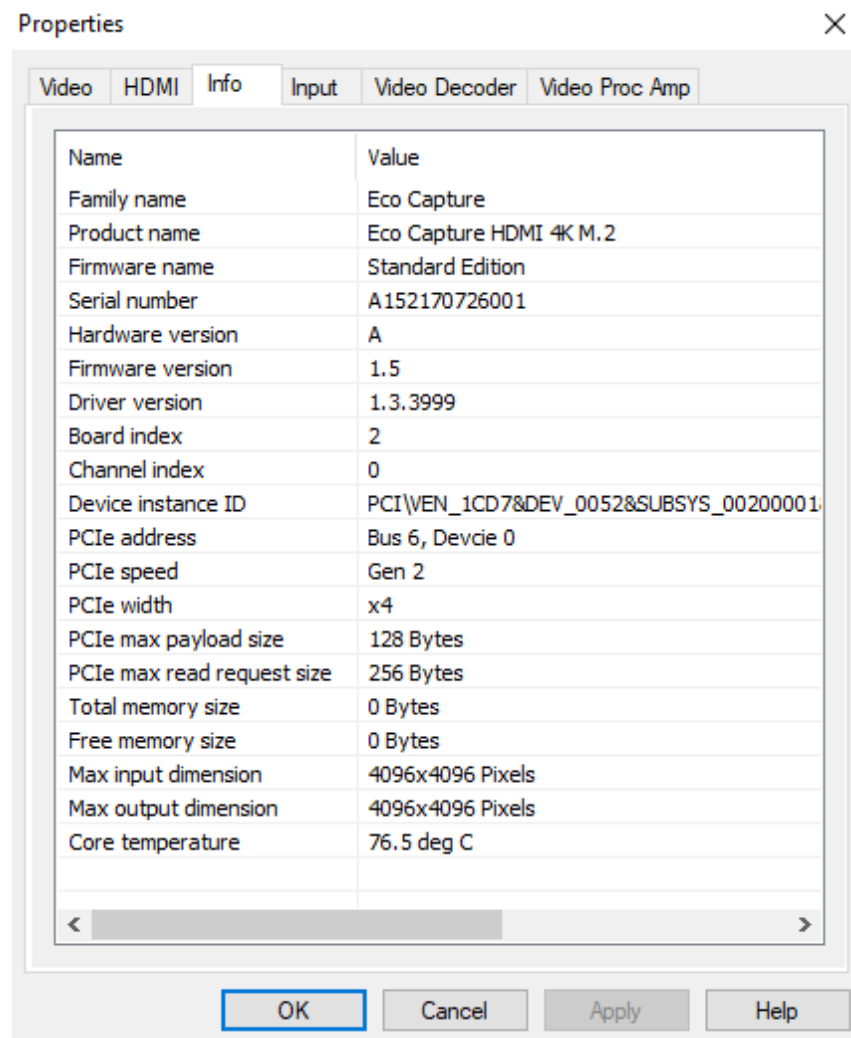 Properties
Video HDMI Info Input Video Decoder Video Proc Amp
Name Value
Family name Eco Capture
Product name Eco Capture HDMI 4K M.2
Firmware name Standard Edition
Serial number A152170726001
Hardware version A
Firmware version 1.5
Driver version 1.3.3999
Board index 2
Channel index 0
Device instance ID PCI\VEN_1CD7&DEV_0052&SUBSYS_00200001&
PCIe address Bus 6, Devcie 0
PCIe speed Gen 2
PCIe width x4
PCIe max payload size 128 Bytes
PCIe max read request size 256 Bytes
Total memory size 0 Bytes
Free memory size 0 Bytes
Max input dimension 4096x4096 Pixels
Max output dimension 4096x4096 Pixels
Core temperature 76.5 deg C
OK Cancel Apply Help